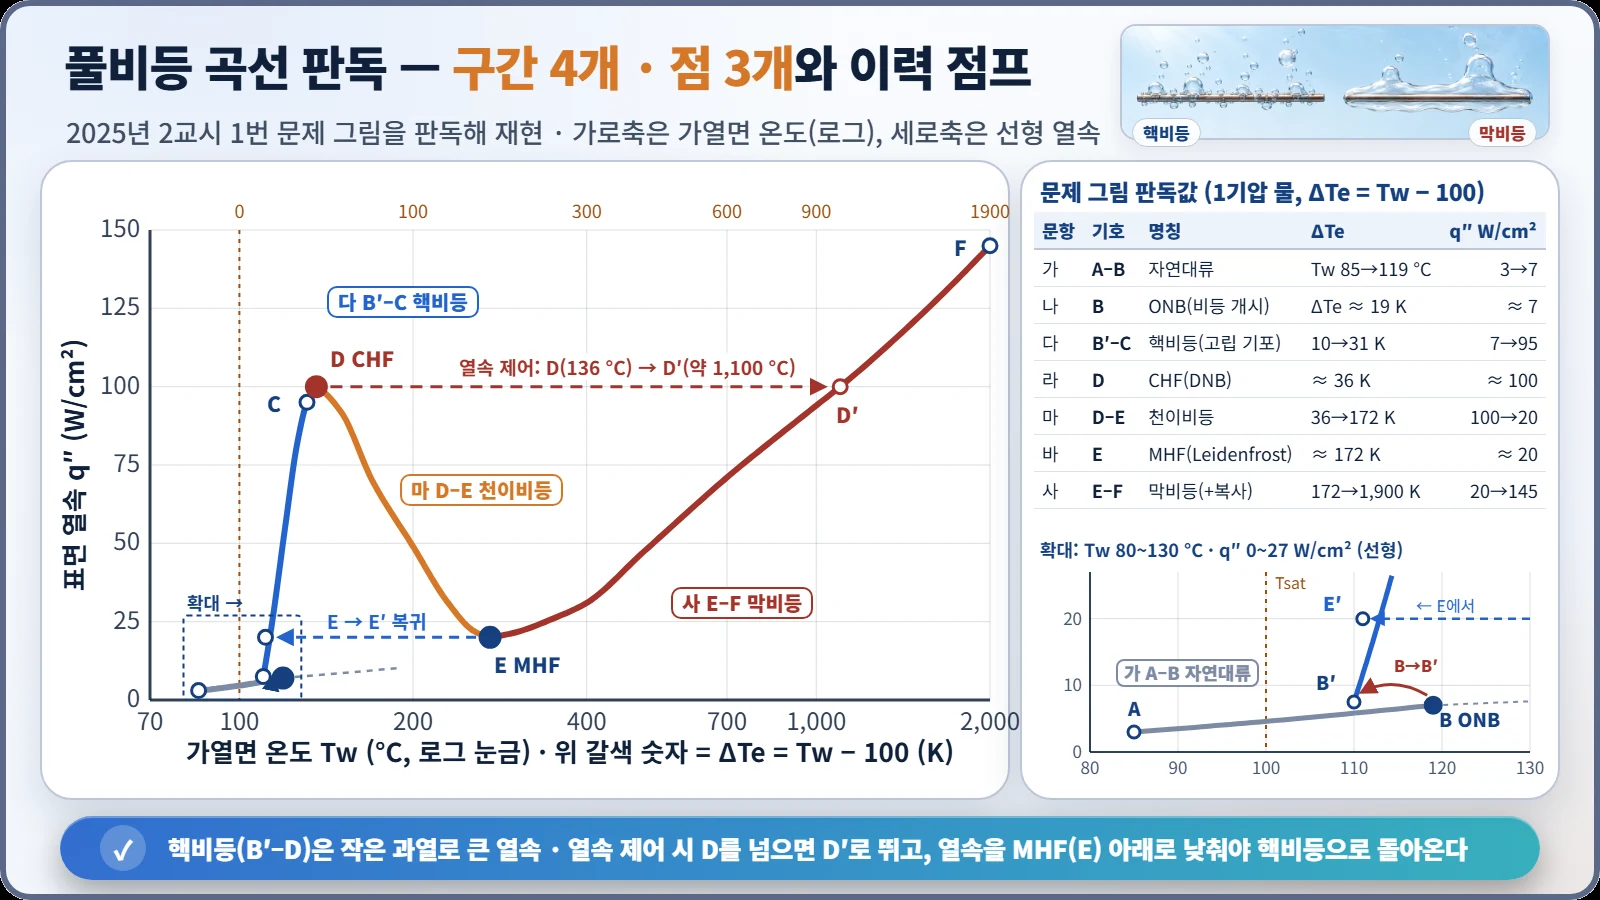 풀비등 곡선 판독 — 구간 4개 · 점 3개와 이력 점프
2025년 2교시 1번 문제 그림을 판독해 재현 · 가로축은 가열면 온도(로그), 세로축은 선형 열속
핵비등
막비등
0 100 300 600 900 1900
150
125
100
75
50
25
0
표면 열속 q″ (W/cm²)
F
다 B′–C 핵비등
D CHF
열속 제어: D(136 °C) → D′(약 1,100 °C)
C
D′
마 D–E 천이비등
사 E–F 막비등
확대 →
E → E′ 복귀
E MHF
70 100 200 400 700 1,000 2,000
가열면 온도 Tw (°C, 로그 눈금) · 위 갈색 숫자 = ΔTe = Tw − 100 (K)
문제 그림 판독값 (1기압 물, ΔTe = Tw − 100)
문항 기호 명칭 ΔTe q″ W/cm²
가 A–B 자연대류 Tw 85→119 °C 3→7
나 B ONB(비등 개시) ΔTe ≈ 19 K ≈ 7
다 B′–C 핵비등(고립 기포) 10→31 K 7→95
라 D CHF(DNB) ≈ 36 K ≈ 100
마 D–E 천이비등 36→172 K 100→20
바 E MHF(Leidenfrost) ≈ 172 K ≈ 20
사 E–F 막비등(+복사) 172→1,900 K 20→145
확대: Tw 80~130 °C · q″ 0~27 W/cm² (선형)
Tsat
E′
← E에서
20
가 A–B 자연대류
B→B′
B′
10
A
B ONB
0
80 90 100 110 120 130
✓ 핵비등(B′–D)은 작은 과열로 큰 열속 · 열속 제어 시 D를 넘으면 D′로 뛰고, 열속을 MHF(E) 아래로 낮춰야 핵비등으로 돌아온다